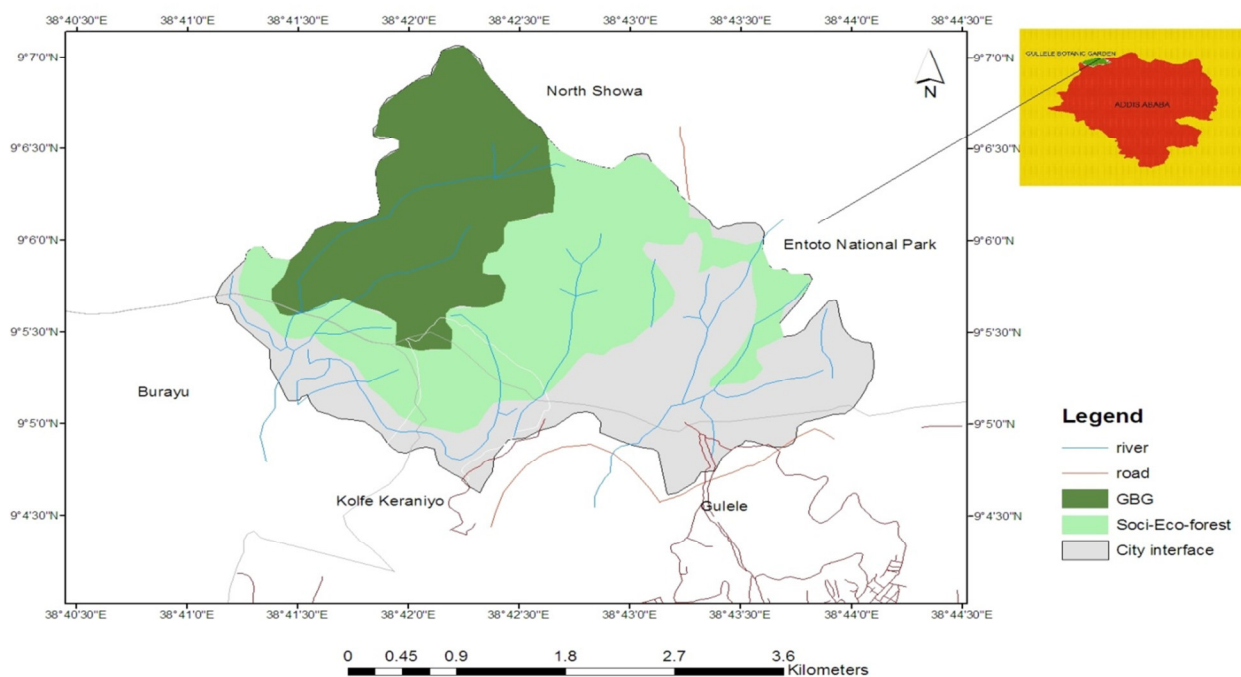 38°40'30"E 38°41'0"E 38°41'30"E 38°42'0"E 38°42'30"E 38°43'0"E 38°43'30"E 38°44'0"E 38°44'30"E
9°7'0"N
9°6'30"N
9°6'0"N
9°5'30"N
9°5'0"N
9°4'30"N
North Showa
N
Entoto National Park
Burayu
Kolfe Keraniyo
Gulele
9°7'0"N
9°6'30"N
9°6'0"N
9°5'30"N
9°5'0"N
9°4'30"N
GULLELE BOTANIC GARDEN
ADDIS ABABA
Legend
river
road
GBG
Soci-Eco-forest
City interface
38°40'30"E 38°41'0"E 38°41'30"E 38°42'0"E 38°42'30"E 38°43'0"E 38°43'30"E 38°44'0"E 38°44'30"E
0 0.45 0.9 1.8 2.7 3.6
Kilometers